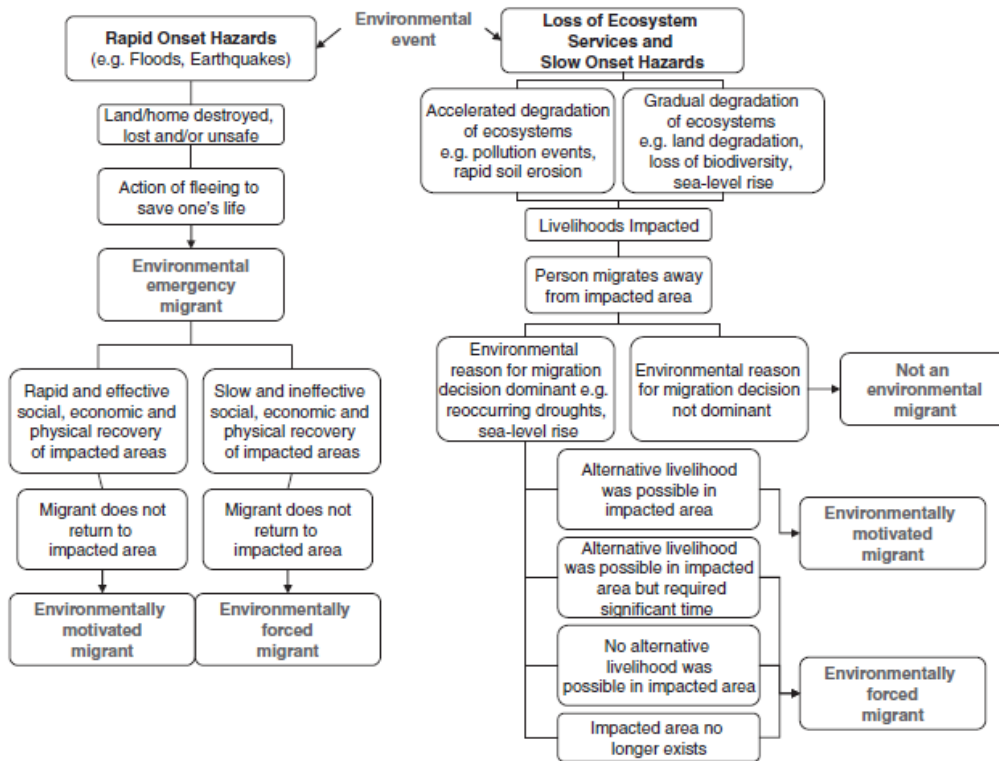 Environmental
event
Rapid Onset Hazards
(e.g. Floods, Earthquakes)
Land/home destroyed,
lost and/or unsafe
Action of fleeing to
save one's life
Environmental
emergency
migrant
Rapid and effective
social, economic and
physical recovery
of impacted areas
Slow and ineffective
social, economic and
physical recovery
of impacted areas
Migrant does not
return to
impacted area
Migrant does not
return to
impacted area
Environmentally
motivated
migrant
Environmentally
forced
migrant
Loss of Ecosystem
Services and
Slow Onset Hazards
Accelerated degradation
of ecosystems
e.g. pollution events,
rapid soil erosion
Gradual degradation
of ecosystems
e.g. land degradation,
loss of biodiversity,
sea-level rise
Livelihoods Impacted
Person migrates away
from impacted area
Environmental
reason for migration
decision dominant e.g.
reoccurring droughts,
sea-level rise
Environmental reason
for migration decision
not dominant
Not an
environmental
migrant
Alternative livelihood
was possible in
impacted area
Environmentally
motivated
migrant
Alternative livelihood
was possible in impacted
area but required
significant time
No alternative
livelihood was
possible in impacted area
Impacted area no
longer exists
Environmentally
forced
migrant